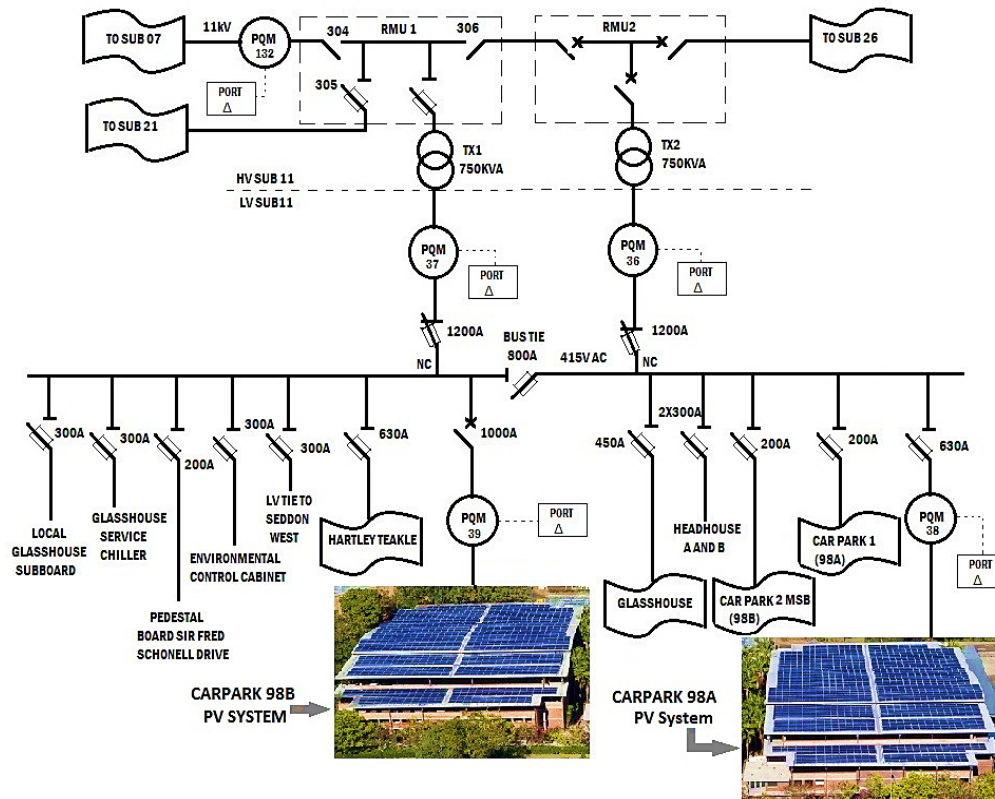 TO SUB 07
11kV
PQM
132
304
RMU 1
306
RMU2
TO SUB 26
PORT
Δ
305
TO SUB 21
TX1
750KVA
TX2
750KVA
HV SUB 11
LV SUB11
PQM
37
PORT
Δ
PQM
36
PORT
Δ
1200A
NC
BUS TIE
800A
415V AC
1200A
NC
300A
300A
200A
300A
300A
630A
1000A
450A
2X300A
200A
200A
630A
LOCAL
GLASSHOUSE
SUBBOARD
GLASSHOUSE
SERVICE
CHILLER
PEDESTAL
BOARD SIR FRED
SCHONELL DRIVE
ENVIRONMENTAL
CONTROL CABINET
LV TIE TO
SEDDON
WEST
HARTLEY TEAKLE
PQM
39
PORT
Δ
GLASSHOUSE
HEADHOUSE
A AND B
CAR PARK 2 MSB
(98B)
CAR PARK 1
(98A)
PQM
38
PORT
Δ
CARPARK 98B
PV SYSTEM
CARPARK 98A
PV System